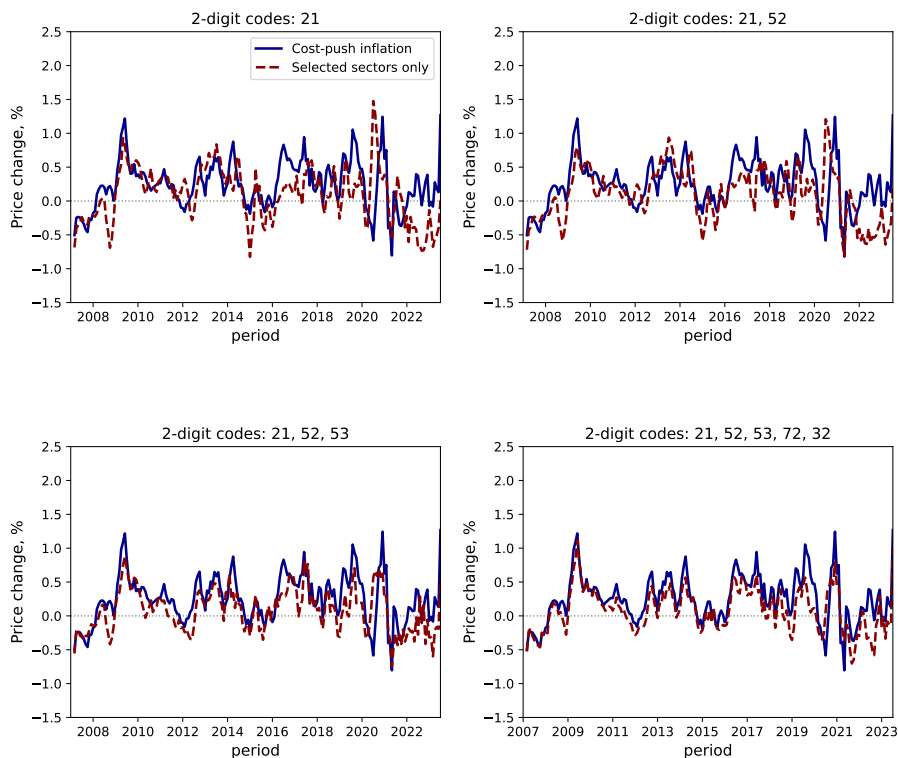 2-digit codes: 21
2.5
2.0
1.5
1.0
0.5
0.0
−0.5
−1.0
−1.5
Price change, %
Cost-push inflation
Selected sectors only
2008 2010 2012 2014 2016 2018 2020 2022
period
2-digit codes: 21, 52
2.5
2.0
1.5
1.0
0.5
0.0
−0.5
−1.0
−1.5
Price change, %
2008 2010 2012 2014 2016 2018 2020 2022
period
2-digit codes: 21, 52, 53
2.5
2.0
1.5
1.0
0.5
0.0
−0.5
−1.0
−1.5
Price change, %
2008 2010 2012 2014 2016 2018 2020 2022
period
2-digit codes: 21, 52, 53, 72, 32
2.5
2.0
1.5
1.0
0.5
0.0
−0.5
−1.0
−1.5
Price change, %
2007 2009 2011 2013 2015 2017 2019 2021 2023
period